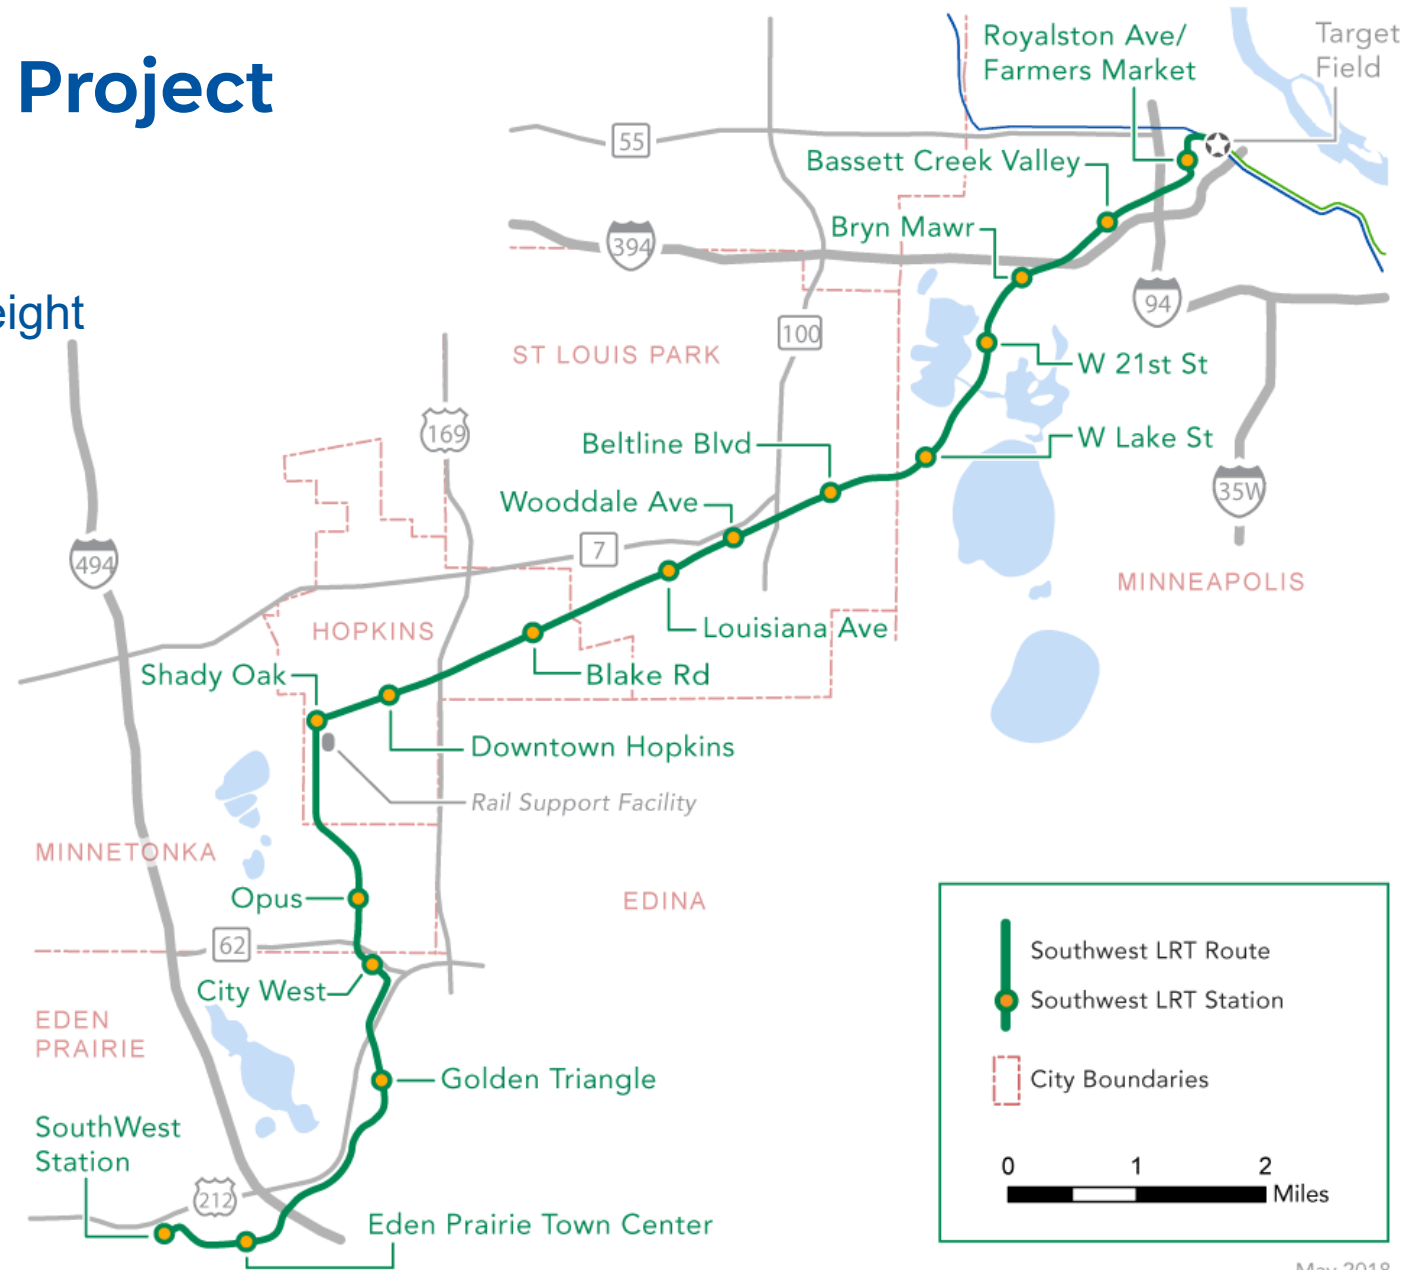 Project
eight
Royalston Ave/
Farmers Market
Target
Field
55
Bassett Creek Valley
Bryn Mawr
394
94
100
ST LOUIS PARK
W 21st St
169
Beltline Blvd
W Lake St
Wooddale Ave
35W
7
494
MINNEAPOLIS
HOPKINS
Louisiana Ave
Shady Oak
Blake Rd
Downtown Hopkins
Rail Support Facility
MINNETONKA
Opus
EDINA
62
City West
EDEN
PRAIRIE
Golden Triangle
SouthWest
Station
212
Eden Prairie Town Center
Southwest LRT Route
Southwest LRT Station
City Boundaries
0 1 2
Miles
May 2018